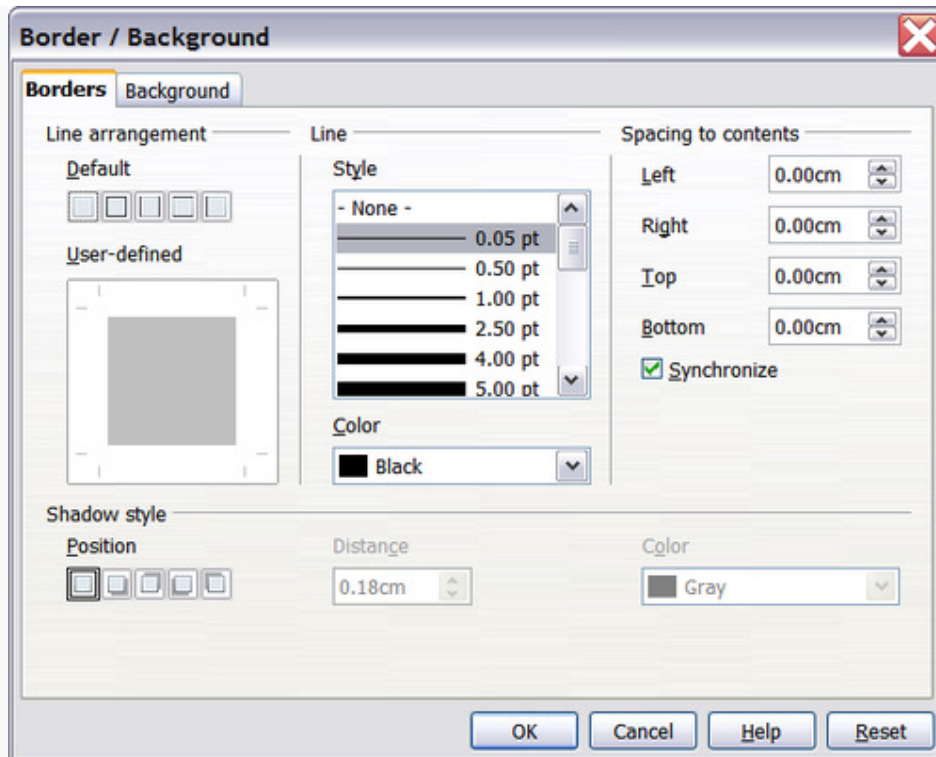 Border / Background
Borders Background
Line arrangement
Default
User-defined
Line
Style
- None -
0.05 pt
0.50 pt
1.00 pt
2.50 pt
4.00 pt
5.00 pt
Color
Black
Spacing to contents
Left 0.00cm
Right 0.00cm
Top 0.00cm
Bottom 0.00cm
Synchronize
Shadow style
Position
Distance
0.18cm
Color
Gray
OK Cancel Help Reset